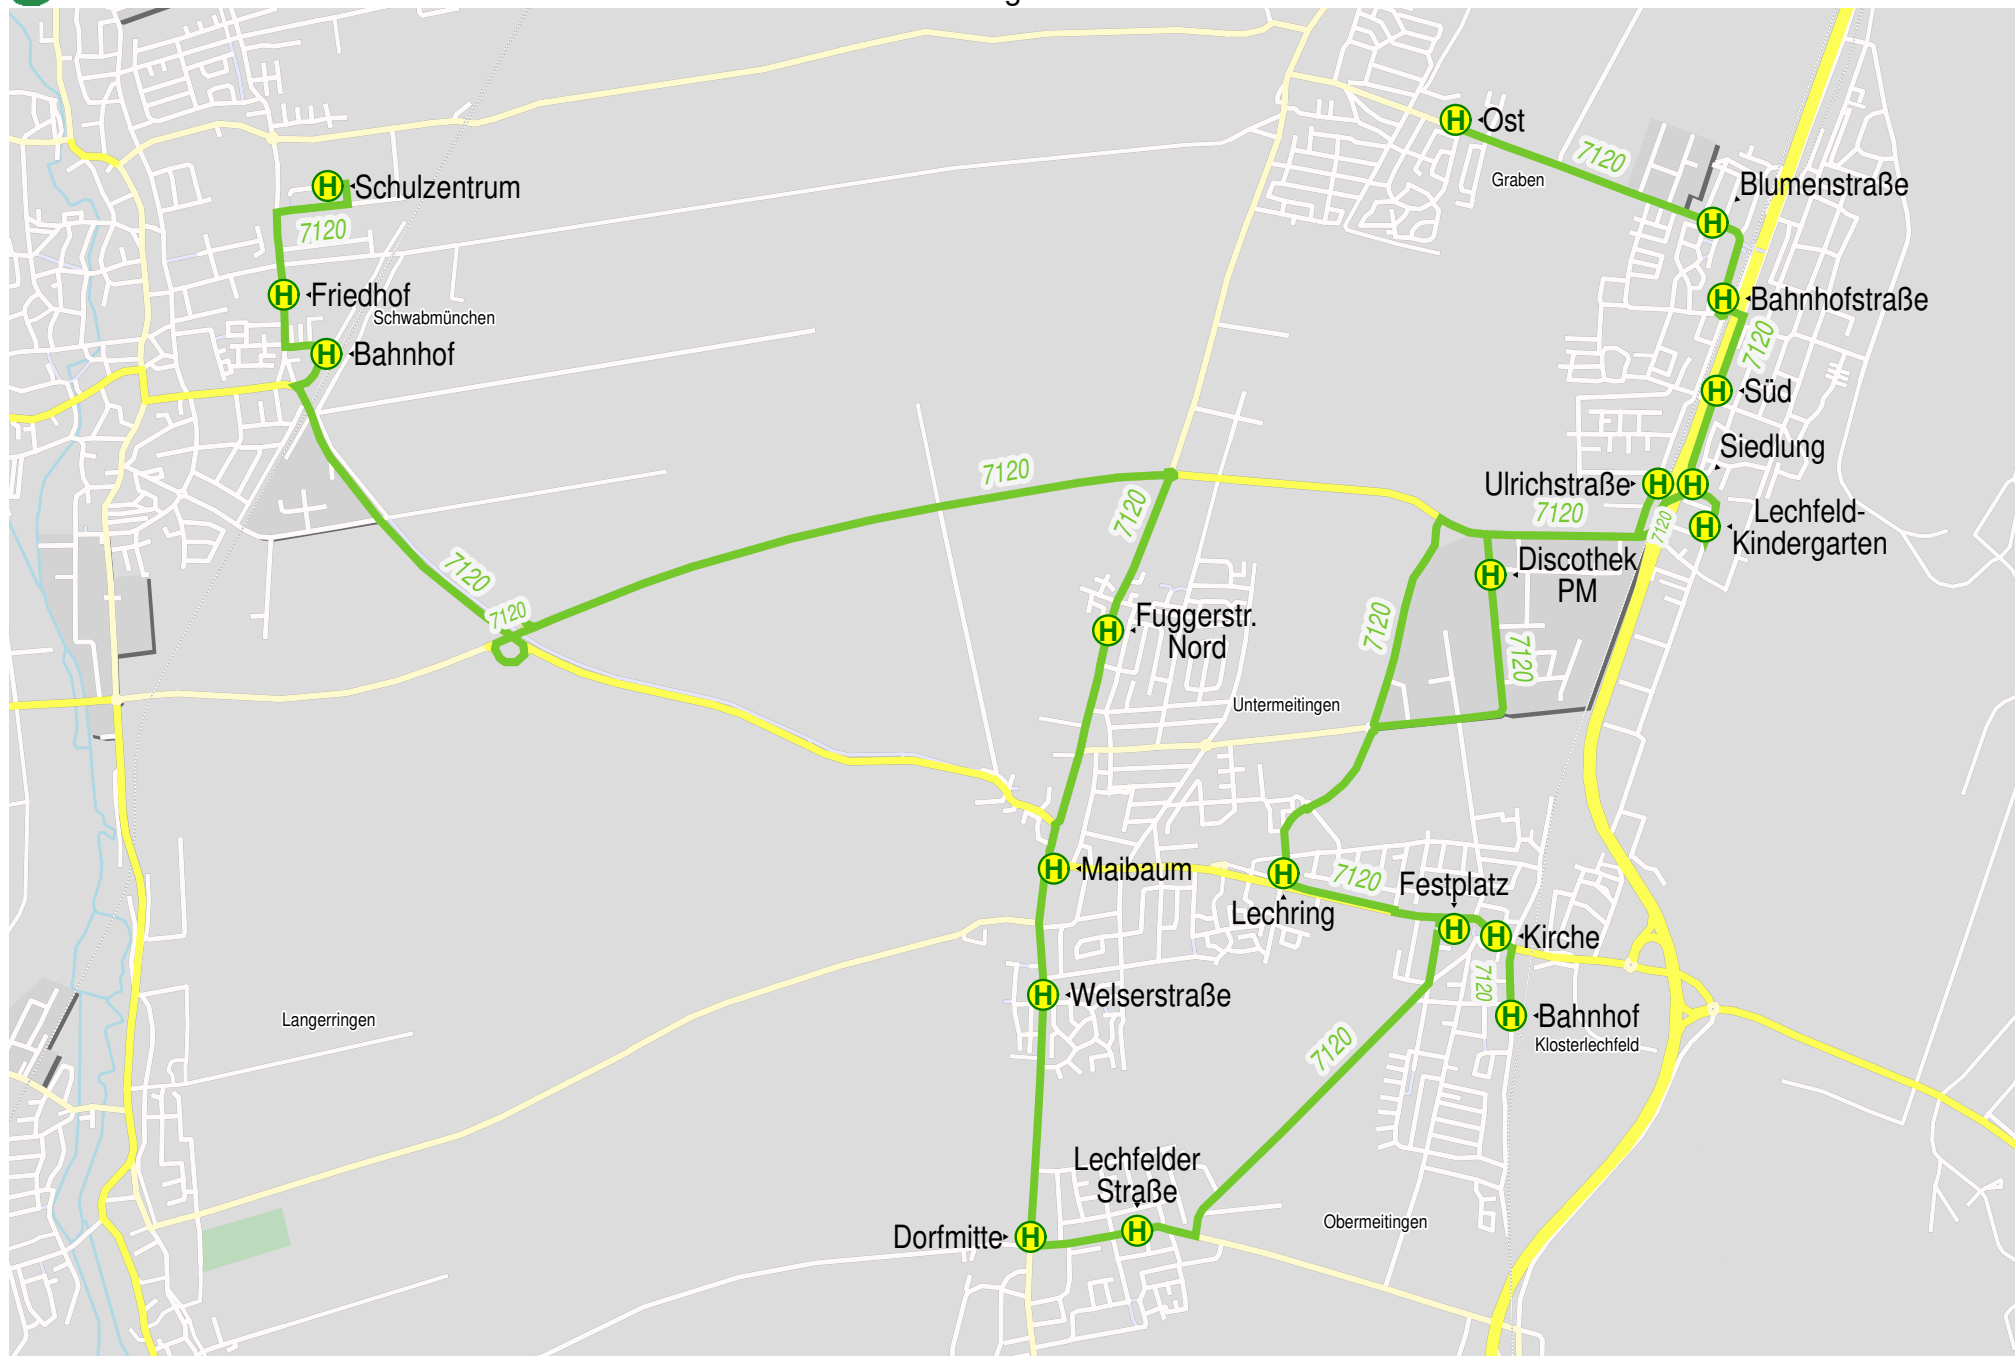 g
Ost
7120
Graben
Blumenstraße
Schulzentrum
7120
Friedhof
Schwabmünchen
Bahnhofstraße
Bahnhof
7120
Süd
Siedlung
7120
Ulrichstraße
7120
7120
7120
Lechfeld-
Kindergarten
Discothek
PM
7120
7120
Fuggerstr.
Nord
7120
7120
Untermeitingen
Maibaum
7120
Festplatz
Lechring
Kirche
7120
Welserstraße
Bahnhof
Klosterlechfeld
Langerringen
7120
Lechfelder
Straße
Dorfmitte
Obermeitingen